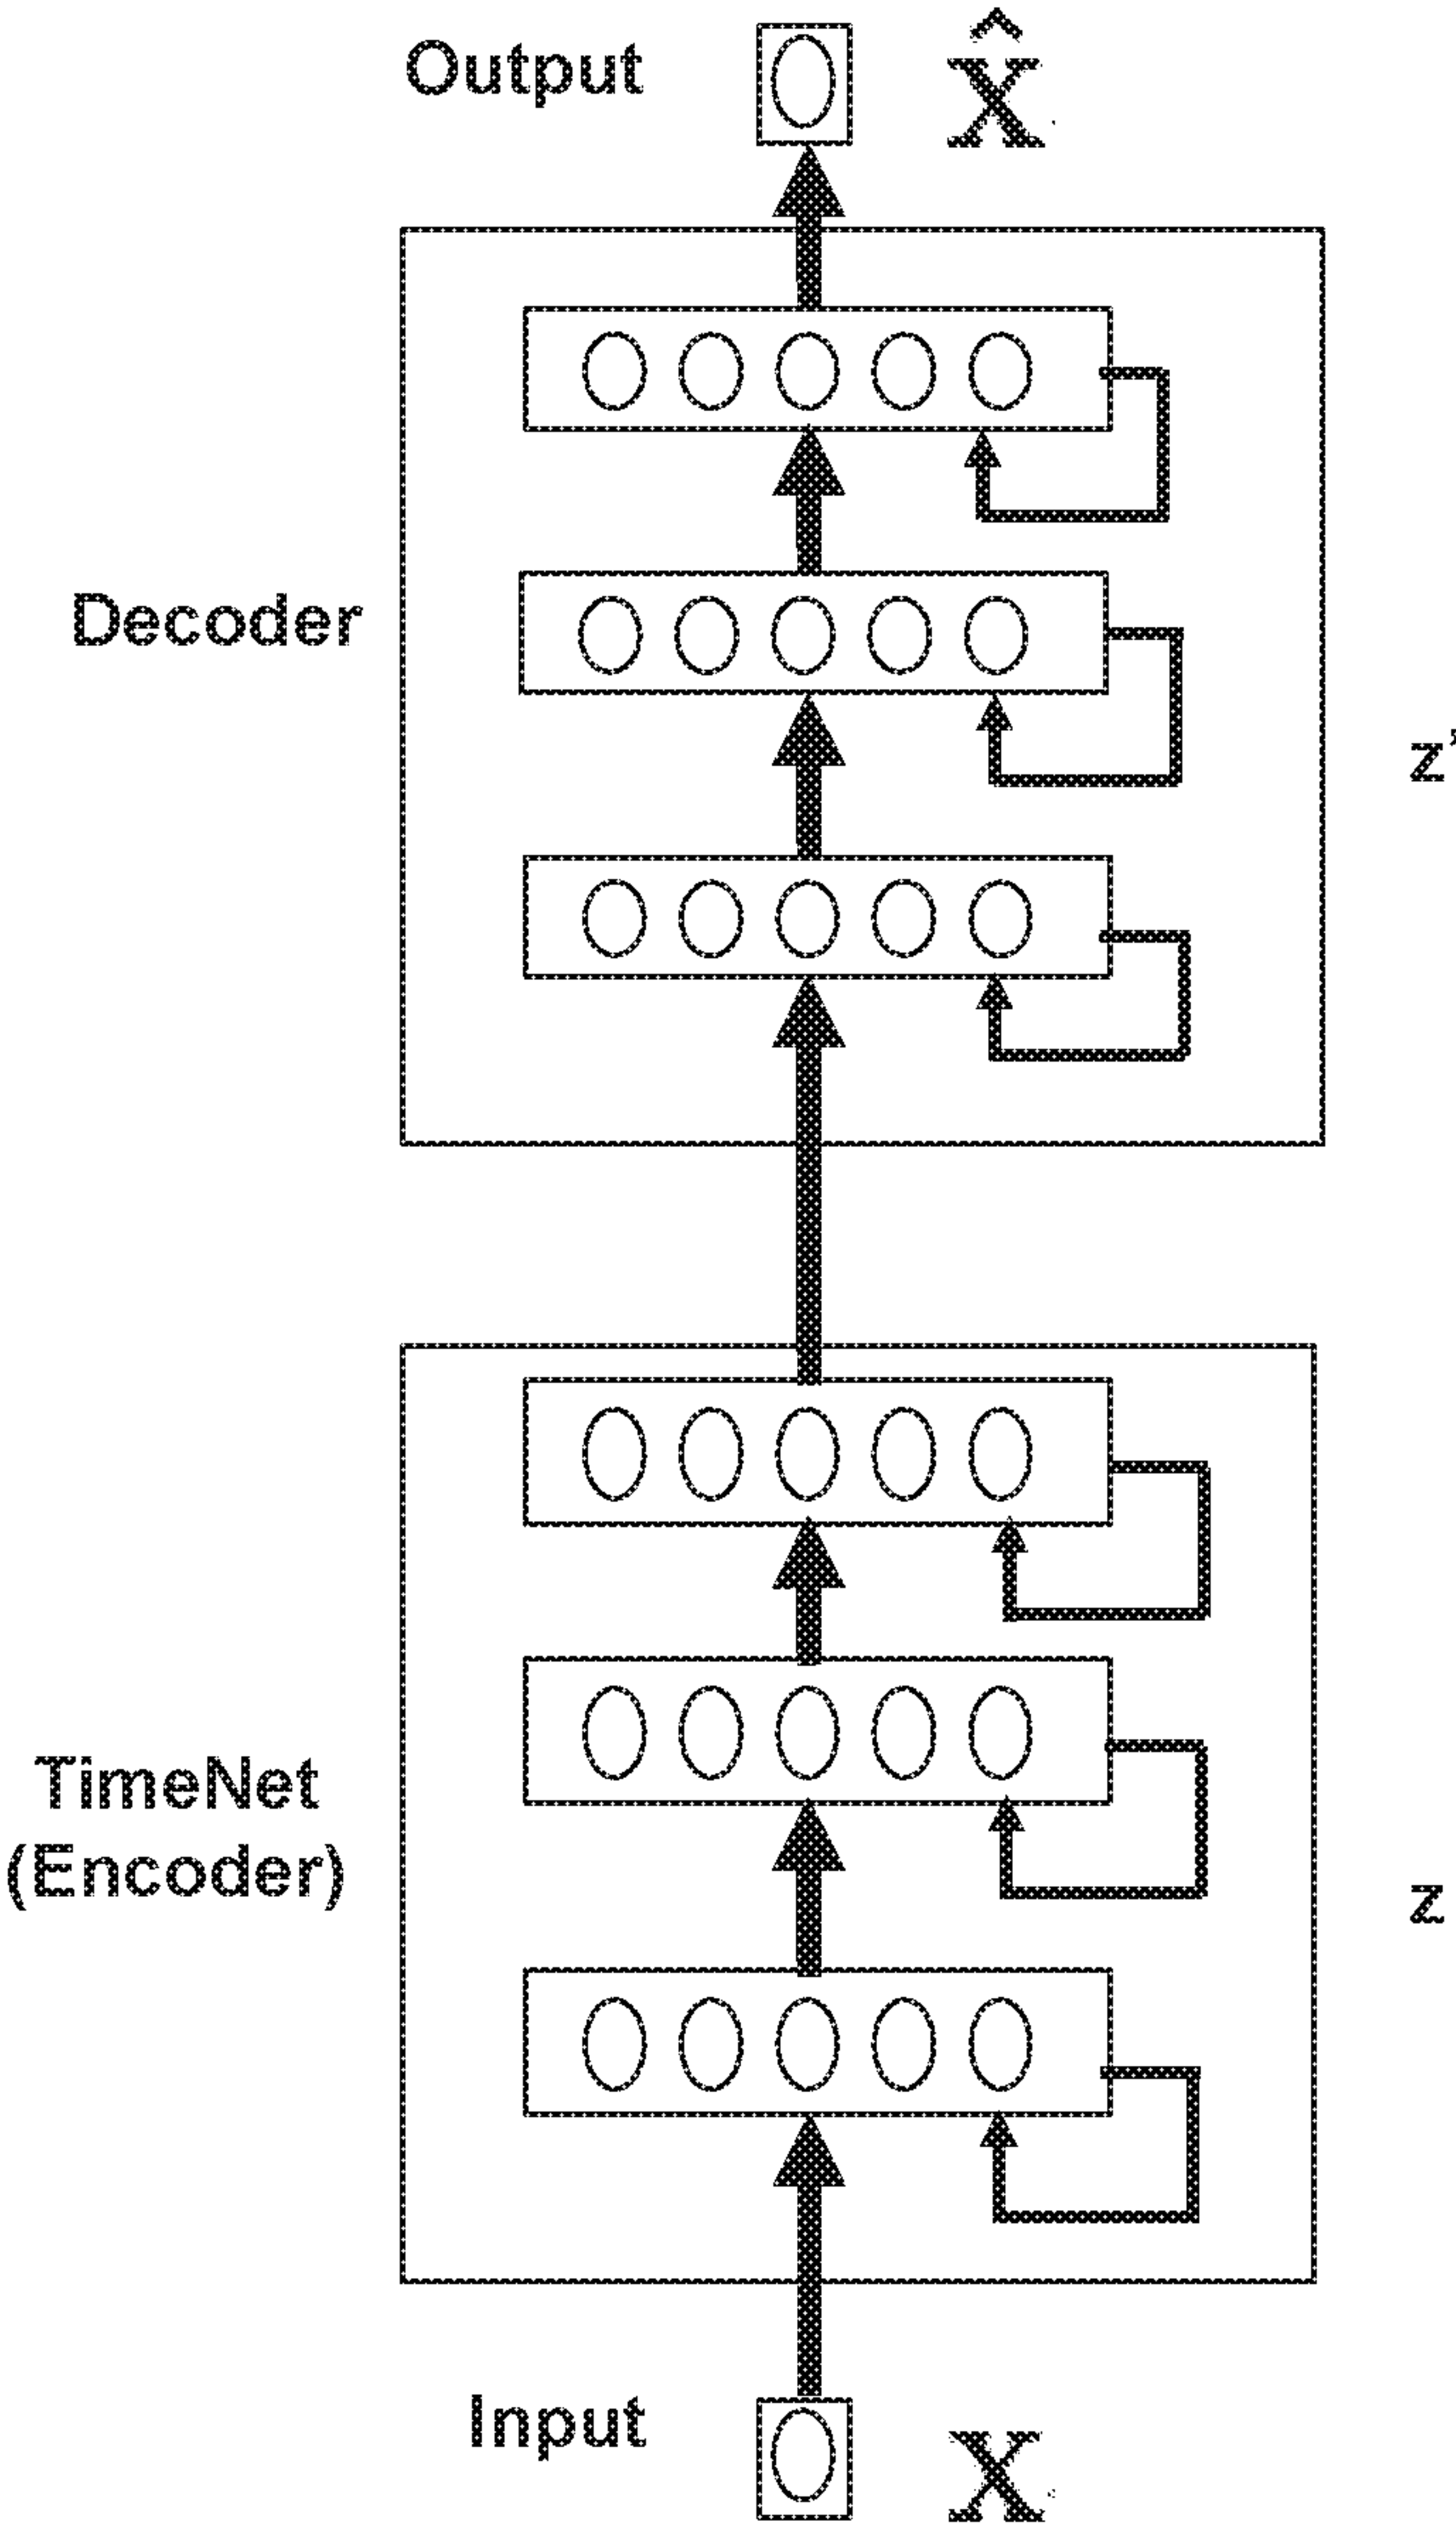 Output
X̂
Decoder
z'
TimeNet
(Encoder)
z
Input
X